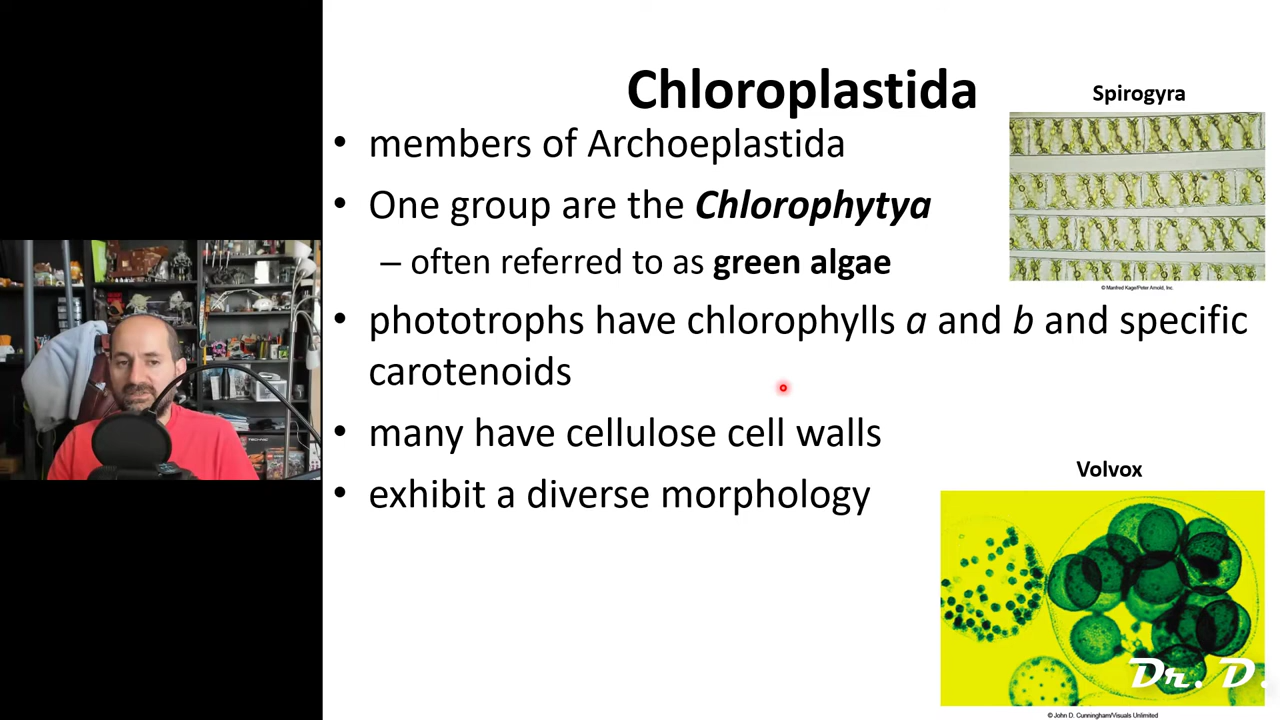 Chloroplastida
Spirogyra
• members of Archoeplastida
• One group are the Chlorophytya
– often referred to as green algae
© Manfred Kage/Peter Arnold, Inc.
• phototrophs have chlorophylls a and b and specific
carotenoids
• many have cellulose cell walls
• exhibit a diverse morphology
Volvox
Dr. D.
© John D. Cunningham/Visuals Unlimited